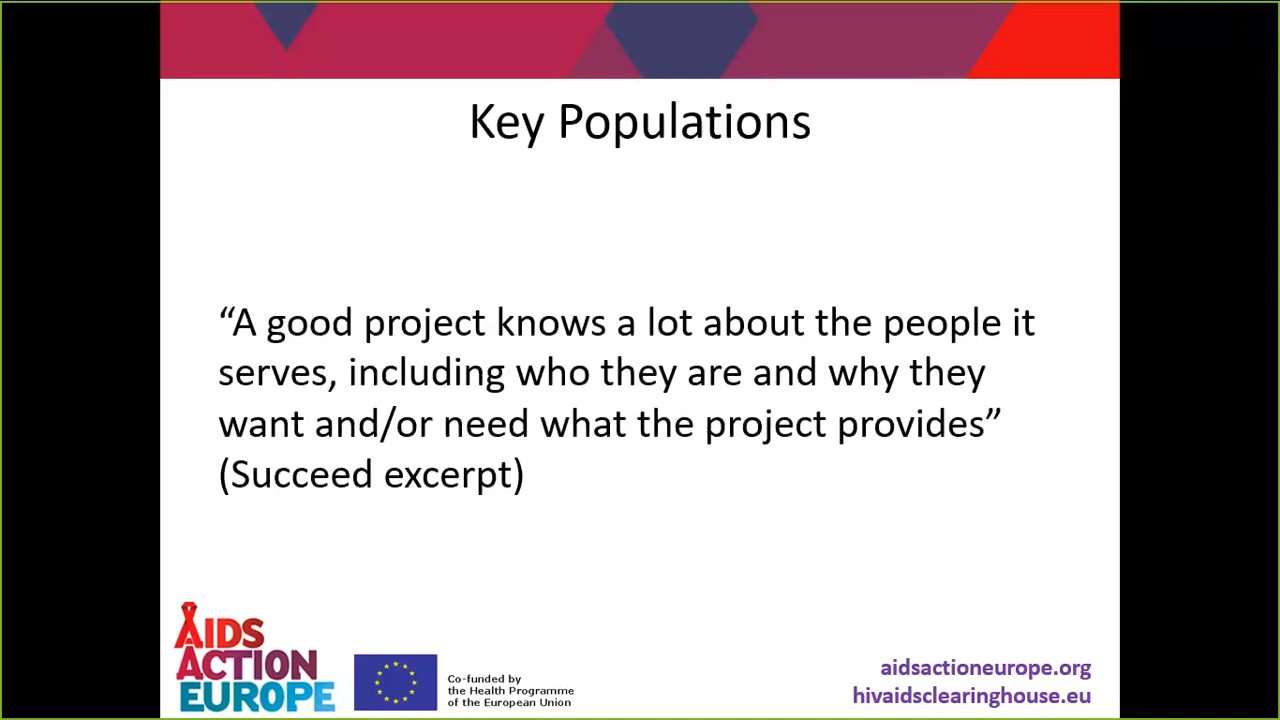 Key Populations
“A good project knows a lot about the people it
serves, including who they are and why they
want and/or need what the project provides”
(Succeed excerpt)
AIDS
ACTION
EUROPE
Co-funded by
the Health Programme
of the European Union
aidsactioneurope.org
hivaidsclearinghouse.eu